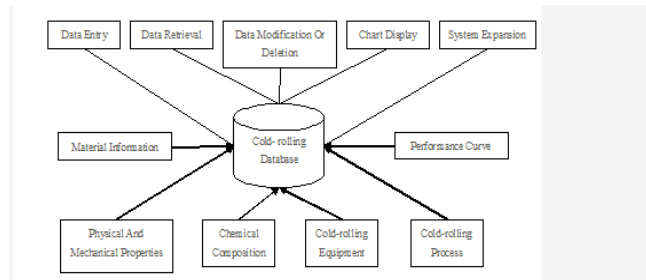 Data Entry
Data Retrieval
Data Modification Or
Deletion
Chart Display
System Expansion
Material Information
Cold- rolling
Database
Performance Curve
Physical And
Mechanical Properties
Chemical
Composition
Cold-rolling
Equipment
Cold-rolling
Process